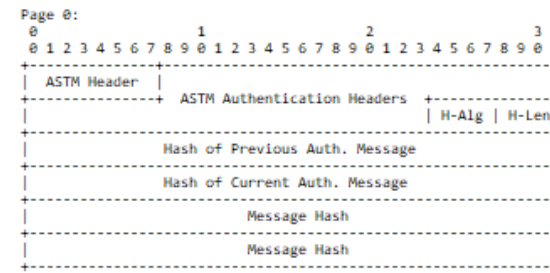 Page 0:
0                   1                   2                   3
0 1 2 3 4 5 6 7 8 9 0 1 2 3 4 5 6 7 8 9 0 1 2 3 4 5 6 7 8 9 0
ASTM Header
ASTM Authentication Headers
H-Alg | H-Len
Hash of Previous Auth. Message
Hash of Current Auth. Message
Message Hash
Message Hash